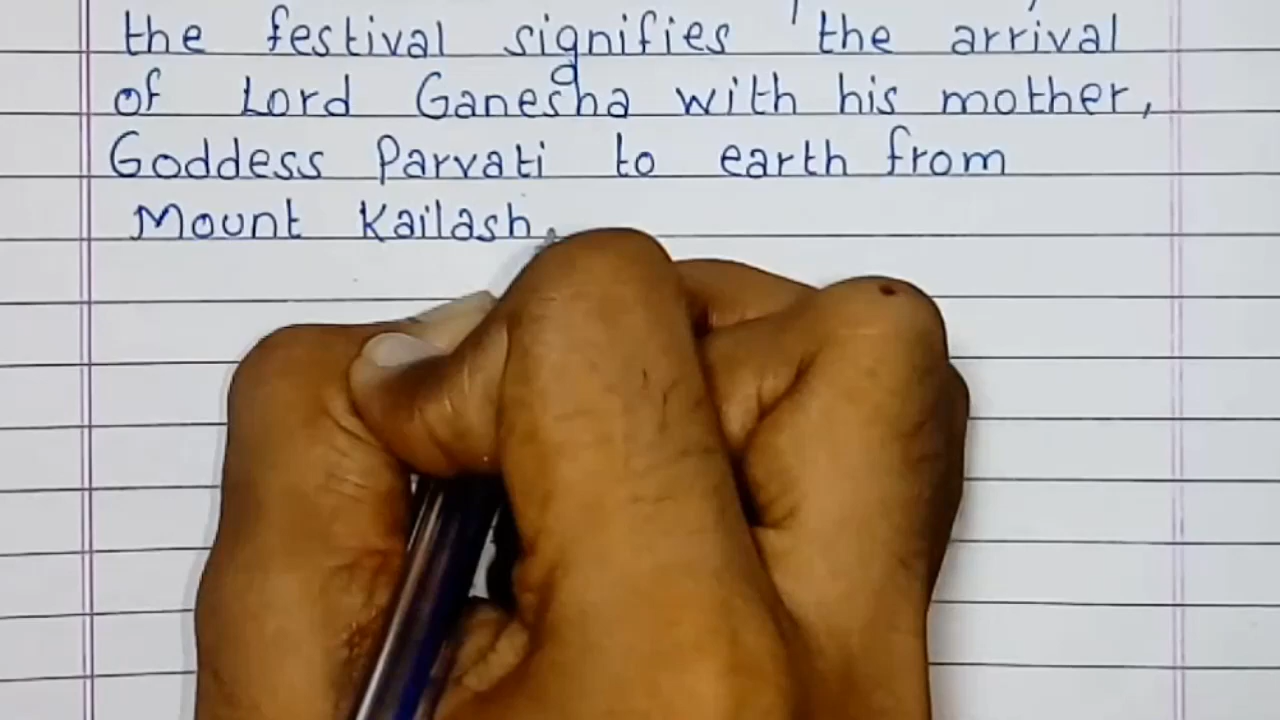 the festival signifies the arrival
of Lord Ganesha with his mother,
Goddess Parvati to earth from
Mount Kailash.